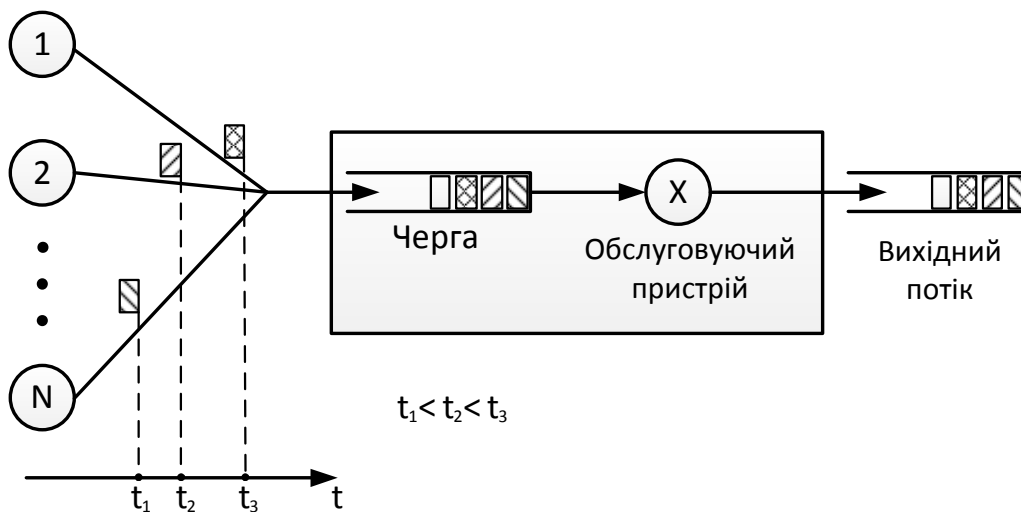 1
2
N
Черга
X
Обслуговуючий
пристрій
Вихідний
потік
t₁< t₂< t₃
t₁ t₂ t₃ t